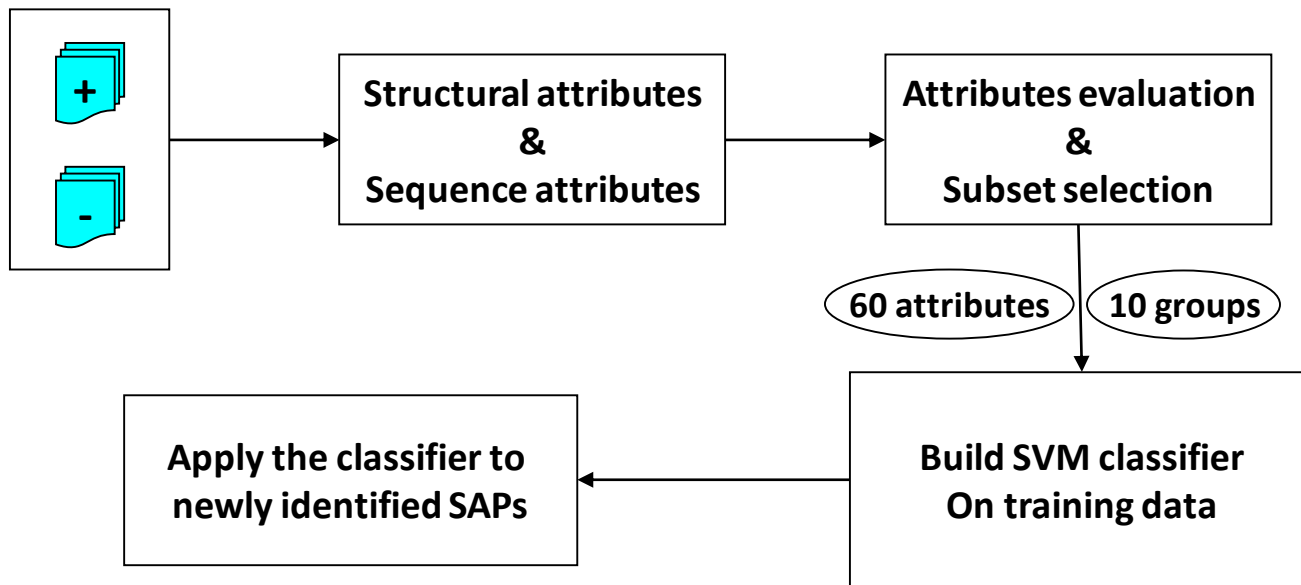 +
-
Structural attributes
&
Sequence attributes
Attributes evaluation
&
Subset selection
60 attributes
10 groups
Build SVM classifier
On training data
Apply the classifier to
newly identified SAPs